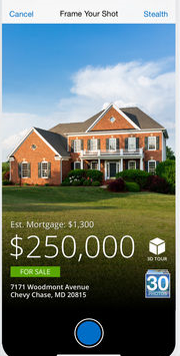 Cancel
Frame Your Shot
Stealth
Est. Mortgage: $1,300
$250,000
3D TOUR
FOR SALE
7171 Woodmont Avenue
Chevy Chase, MD 20815
30